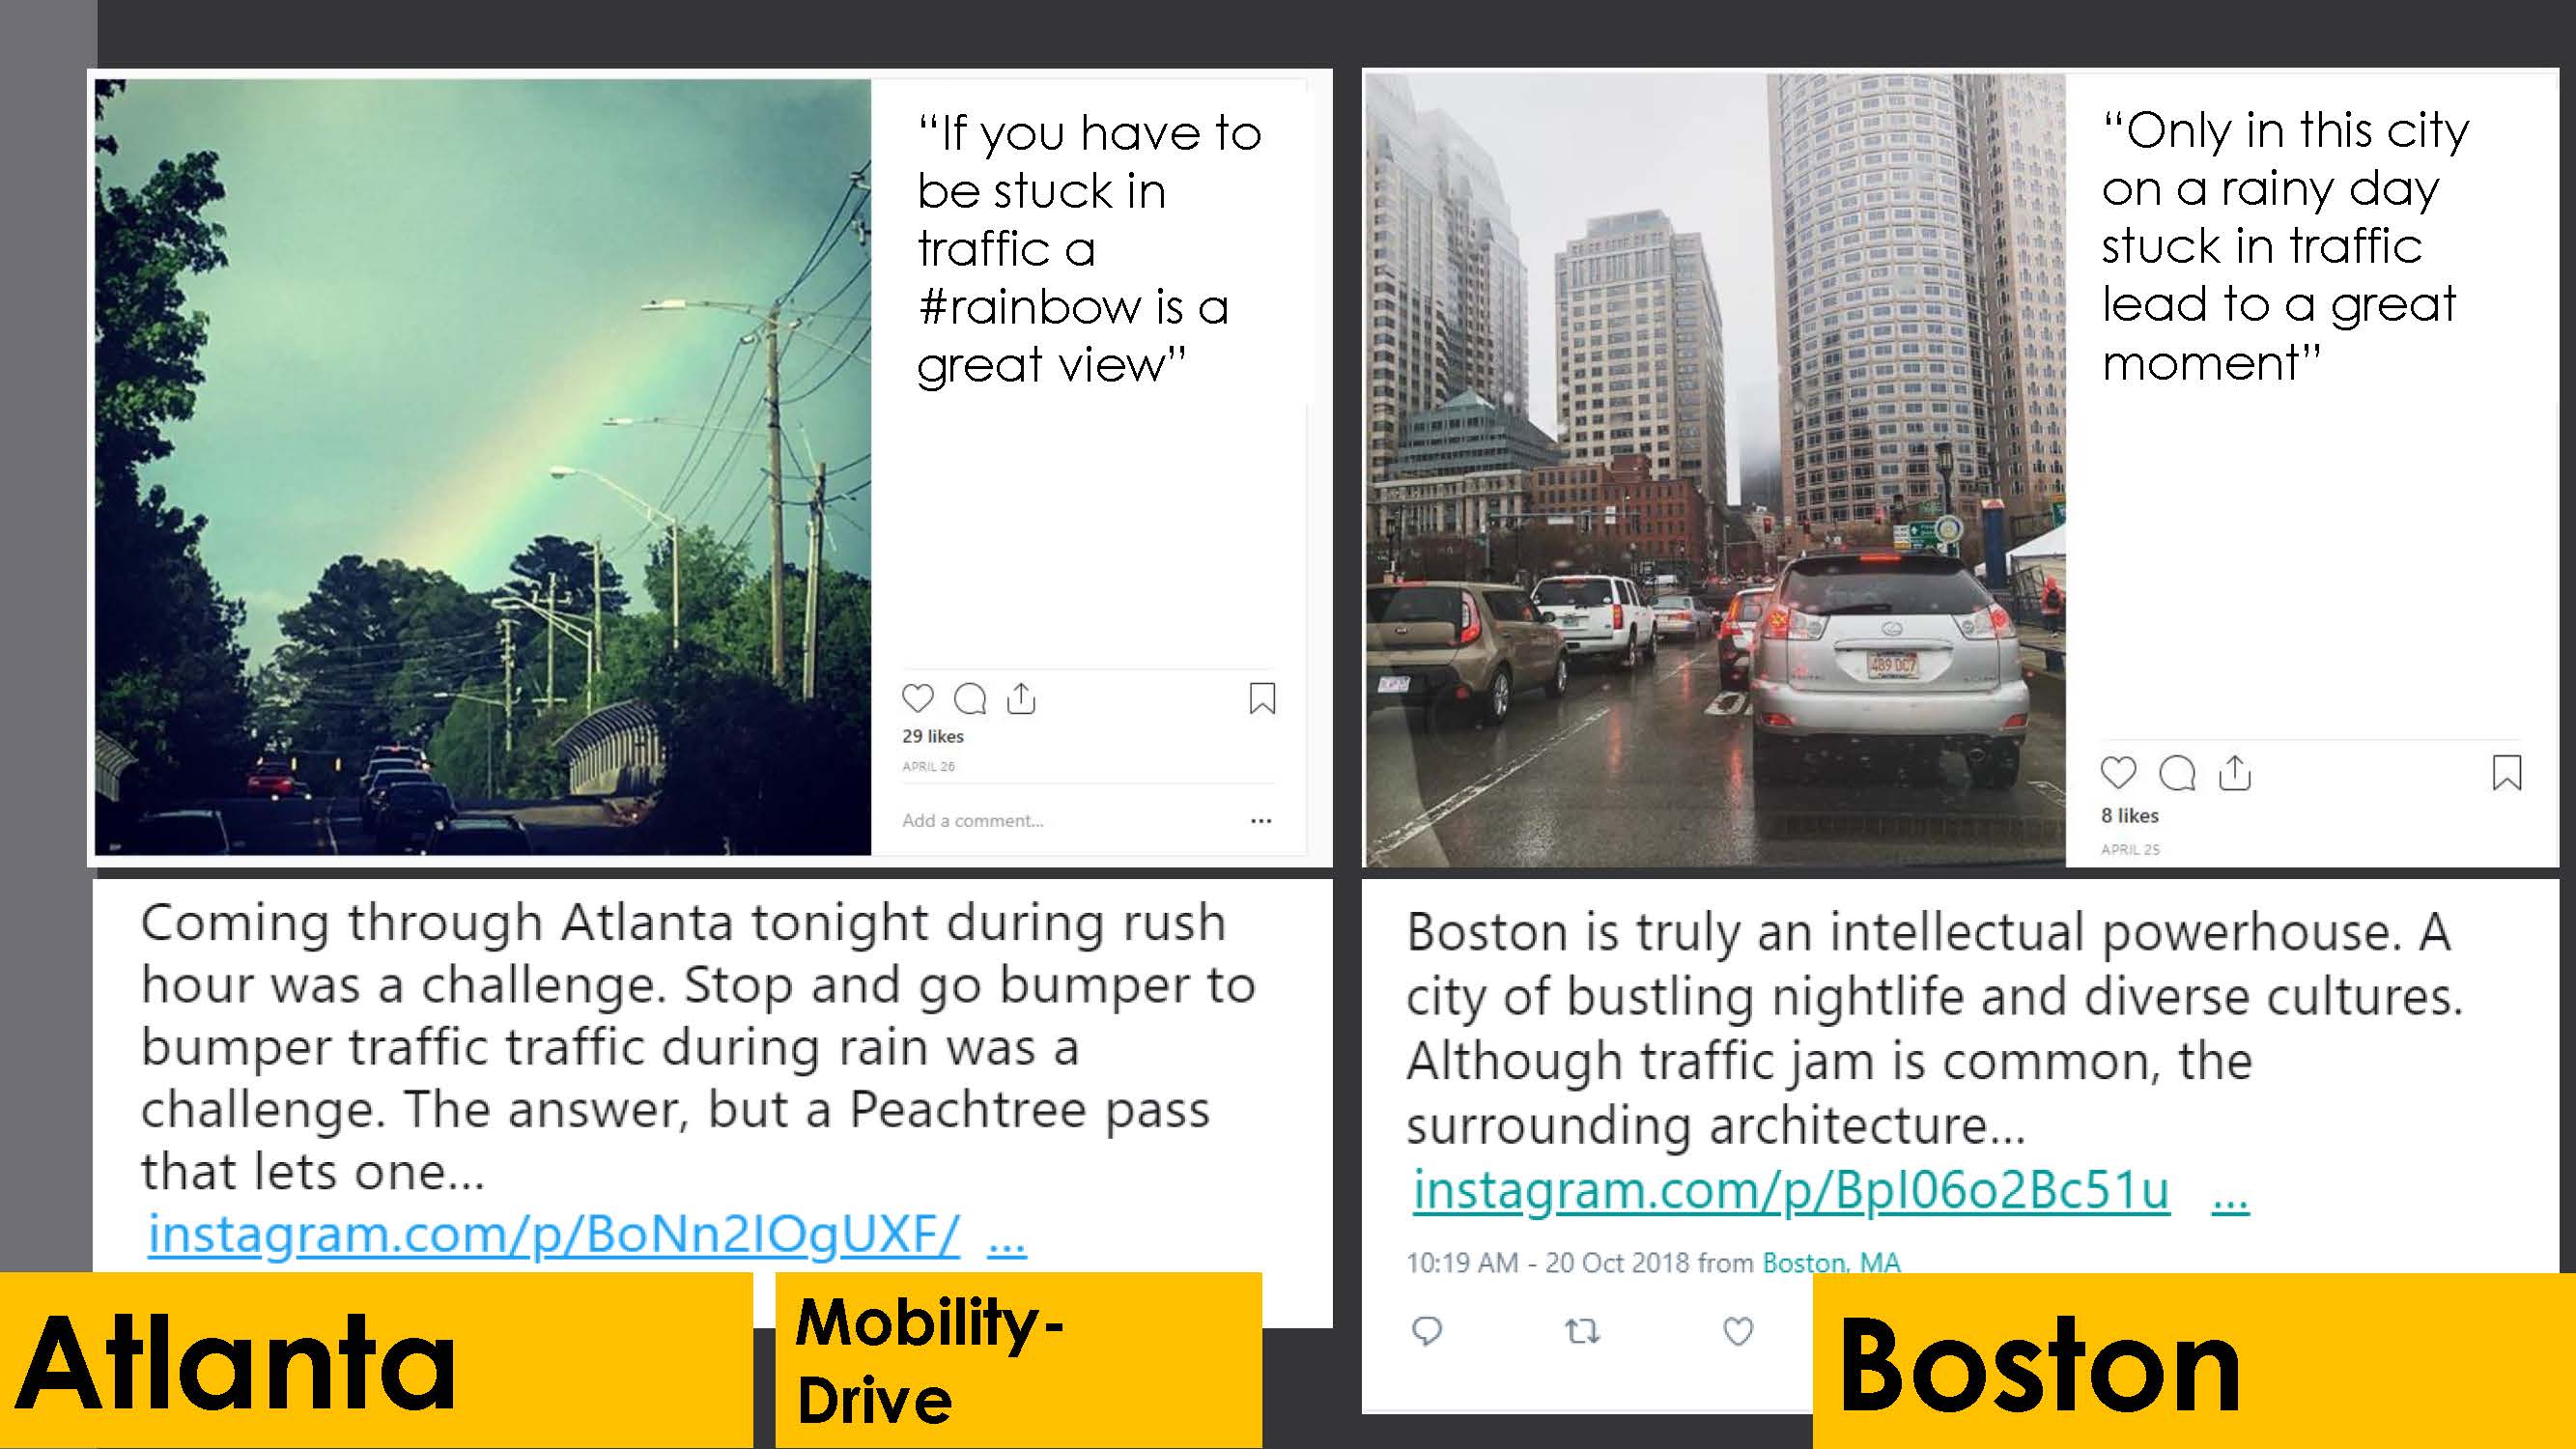 “If you have to
be stuck in
traffic a
#rainbow is a
great view”
29 likes
APRIL 26
Add a comment...
“Only in this city
on a rainy day
stuck in traffic
lead to a great
moment”
489 DC7
8 likes
APRIL 25
Coming through Atlanta tonight during rush
hour was a challenge. Stop and go bumper to
bumper traffic traffic during rain was a
challenge. The answer, but a Peachtree pass
that lets one...
instagram.com/p/BoNn2IOgUXF/ ...
Boston is truly an intellectual powerhouse. A
city of bustling nightlife and diverse cultures.
Although traffic jam is common, the
surrounding architecture...
instagram.com/p/BpI06o2Bc51u ...
10:19 AM - 20 Oct 2018 from Boston, MA
Atlanta
Mobility-
Drive
Boston